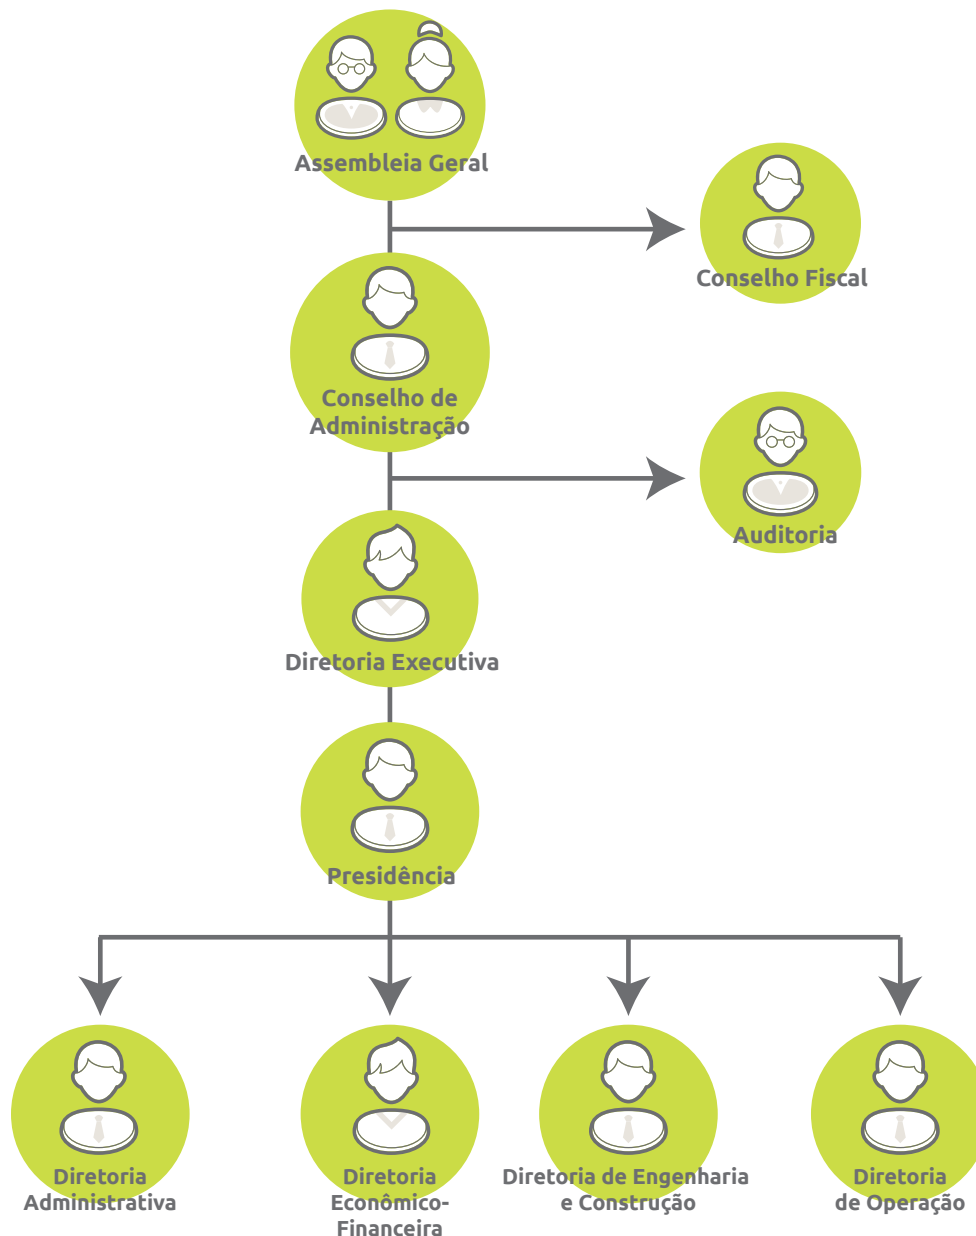 Assembleia Geral
Conselho Fiscal
Conselho de
Administração
Auditoria
Diretoria Executiva
Presidência
Diretoria
Administrativa
Diretoria
Econômico-
Financeira
Diretoria de Engenharia
e Construção
Diretoria
de Operação